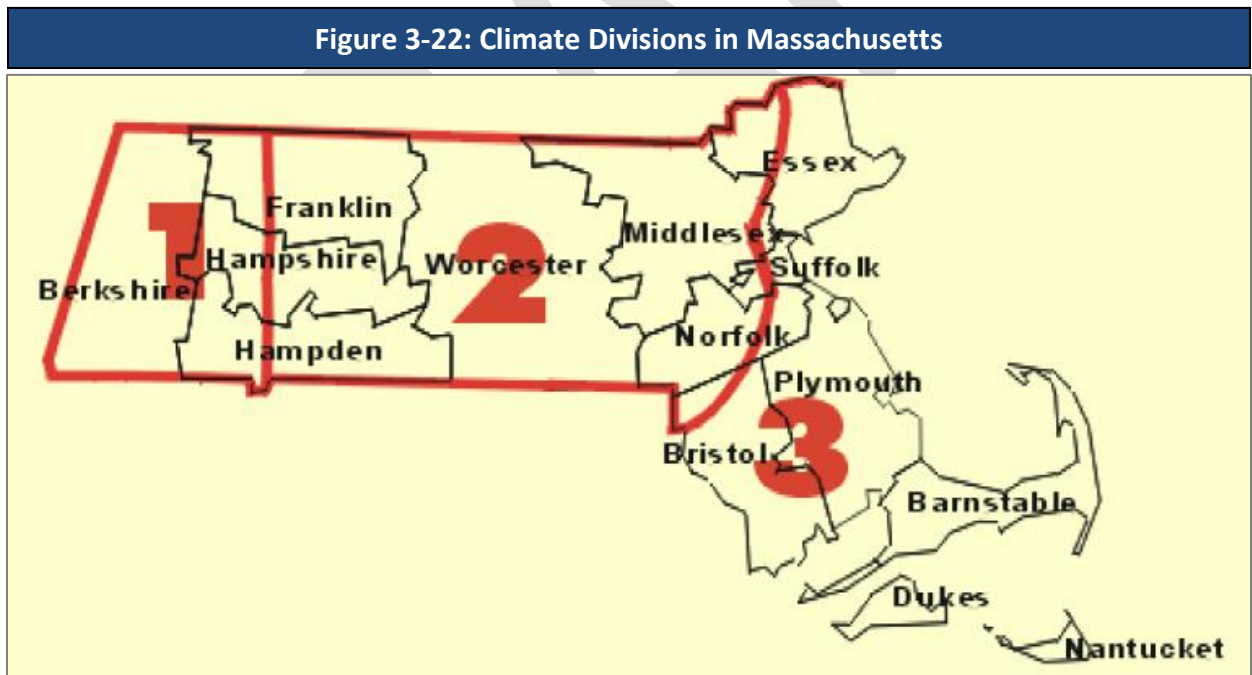 Figure 3-22: Climate Divisions in Massachusetts
Essex
Franklin
Middlesex
1
Hampshire
Worcester
2
Suffolk
Berkshire
Norfolk
Hampden
Plymouth
3
Bristol
Barnstable
Dukes
Nantucket